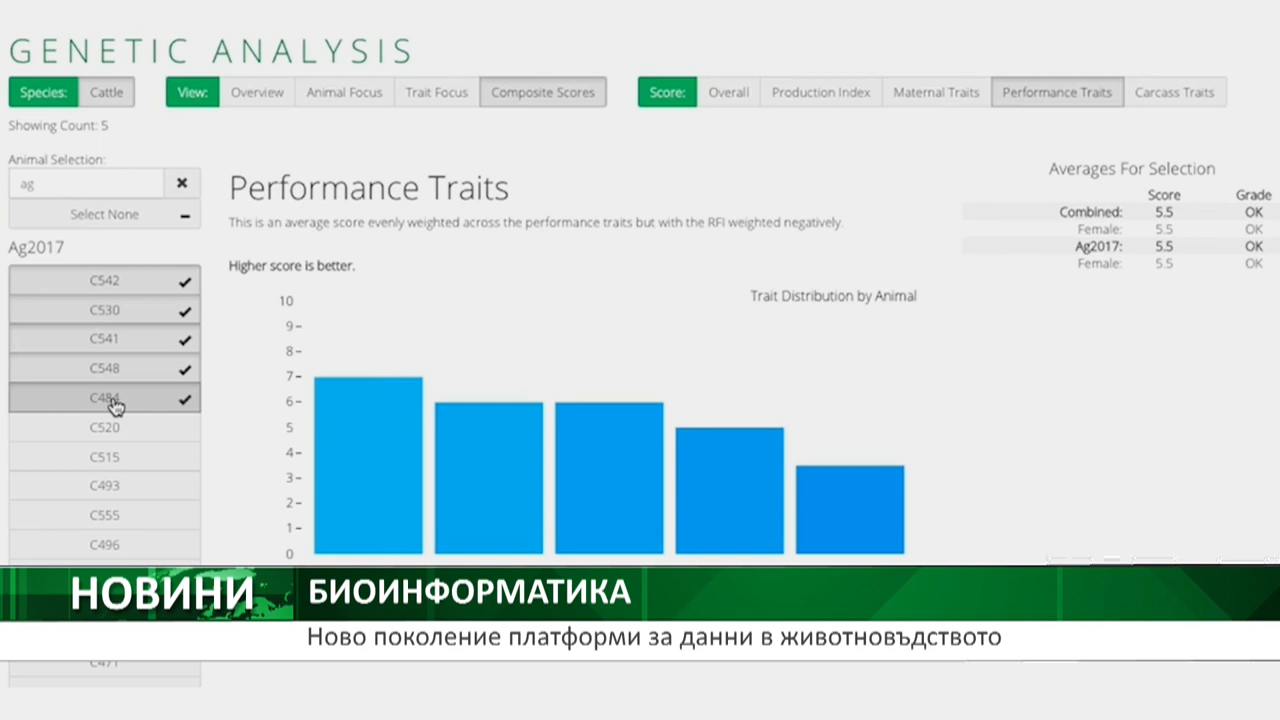 GENETIC ANALYSIS
Species: Cattle View: Overview Animal Focus Trait Focus Composite Scores Score: Overall Production Index Maternal Traits Performance Traits Carcass Traits
Showing Count: 5
Animal Selection:
ag
Select None
Ag2017
C542
C530
C541
C548
C484
C520
C515
C493
C555
C496
Performance Traits
This is an average score evenly weighted across the performance traits but with the RFI weighted negatively.
Higher score is better.
Trait Distribution by Animal
10
9
8
7
6
5
4
3
2
1
0
Averages For Selection
Score Grade
Combined: 5.5 OK
Female: 5.5 OK
Ag2017: 5.5 OK
Female: 5.5 OK
НОВИНИ
БИОИНФОРМАТИКА
Ново поколение платформи за данни в животновъдството